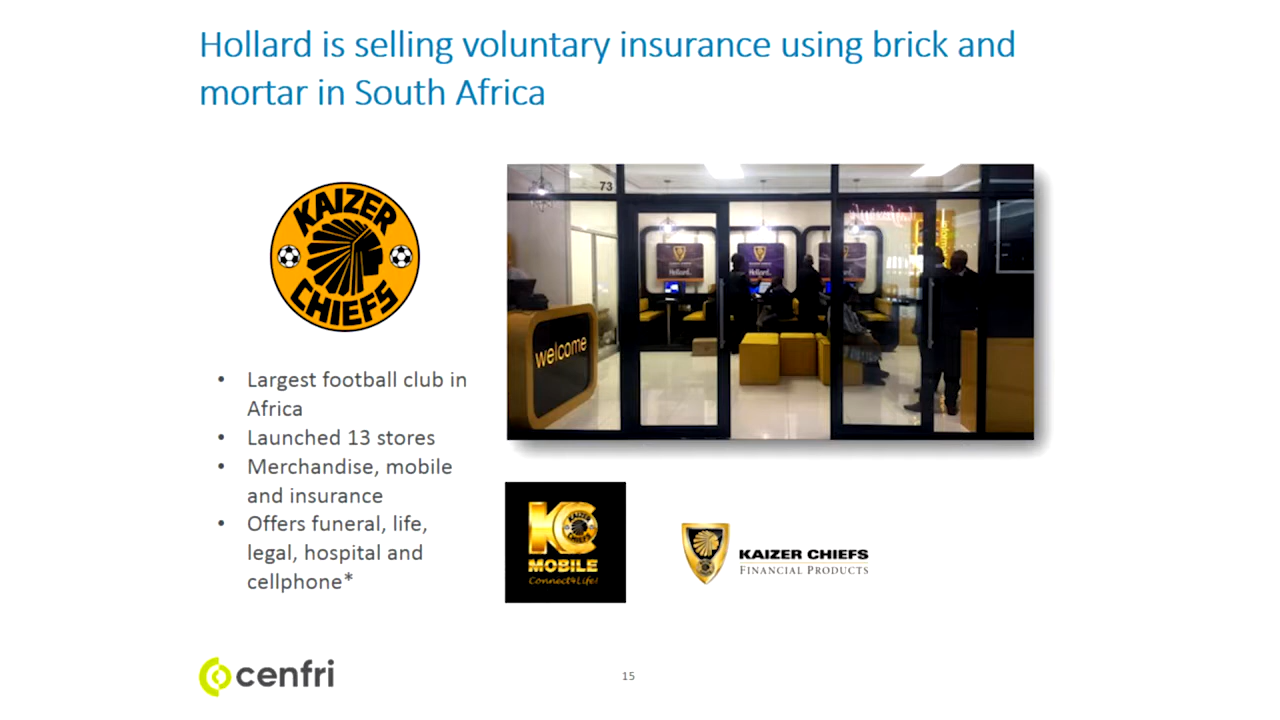 Hollard is selling voluntary insurance using brick and
mortar in South Africa
KAIZER
CHIEFS
• Largest football club in
Africa
• Launched 13 stores
• Merchandise, mobile
and insurance
• Offers funeral, life,
legal, hospital and
cellphone*
73
Hollard.
Hollard.
welcome
KC
KAIZER
CHIEFS
MOBILE
Connect4Life!
KAIZER CHIEFS
FINANCIAL PRODUCTS
cenfri
15